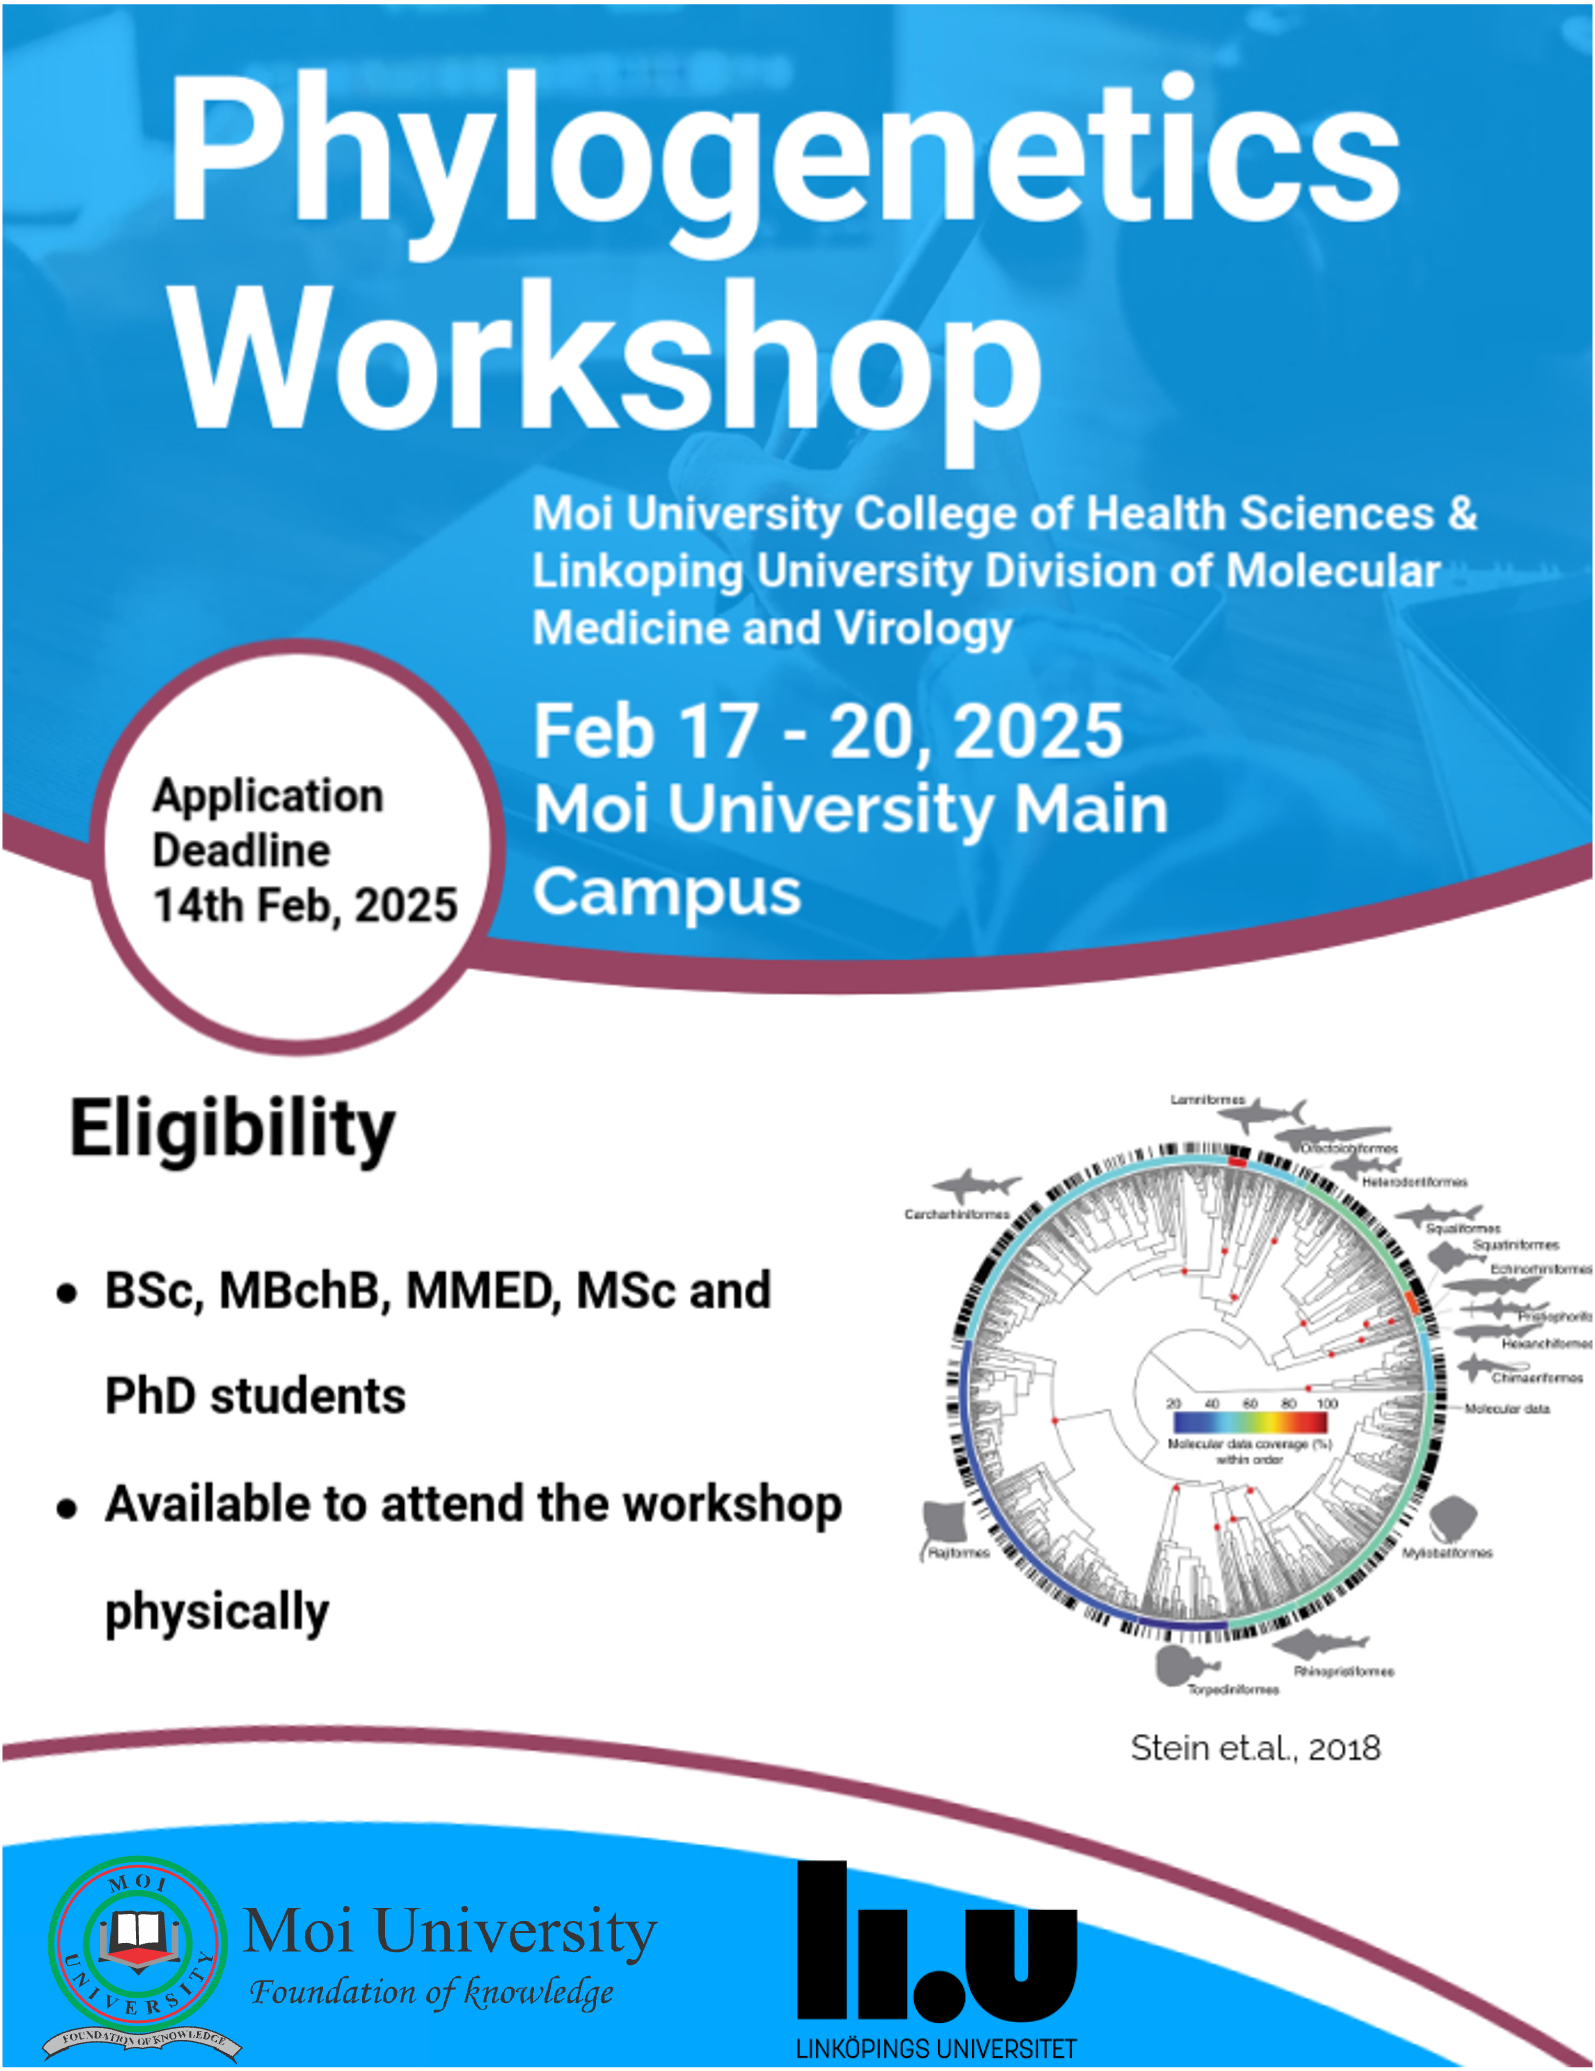 Phylogenetics
Workshop
Moi University College of Health Sciences &
Linkoping University Division of Molecular
Medicine and Virology
Feb 17 - 20, 2025
Moi University Main
Campus
Application
Deadline
14th Feb, 2025
Eligibility
• BSc, MBchB, MMED, MSc and
PhD students
• Available to attend the workshop
physically
Lamniformes
Orectolobiformes
Heterodontiformes
Carcharhiniformes
Squaliformes
Squatiniformes
Echinorhiniformes
Pristiophorifo
Hexanchiformes
Chimaeriformes
20 40 60 80 100
Molecular data
Molecular data coverage (%)
within order
Rajiformes
Myliobatiformes
Rhinopristiformes
Torpediniformes
Stein et.al., 2018
MOI
UNIVERSITY
FOUNDATION OF KNOWLEDGE
Moi University
Foundation of knowledge
li.u
LINKÖPINGS UNIVERSITET